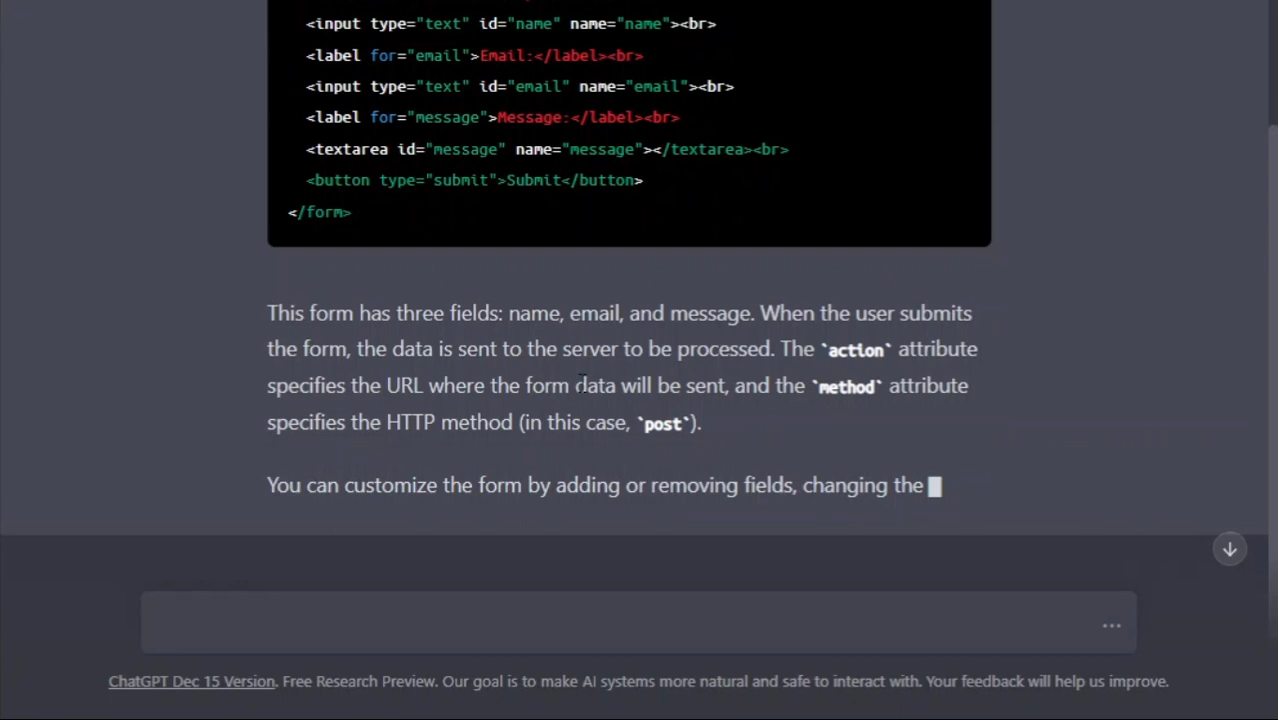 <input type="text" id="name" name="name"><br>
<label for="email">Email:</label><br>
<input type="text" id="email" name="email"><br>
<label for="message">Message:</label><br>
<textarea id="message" name="message"></textarea><br>
<button type="submit">Submit</button>
</form>
This form has three fields: name, email, and message. When the user submits
the form, the data is sent to the server to be processed. The `action` attribute
specifies the URL where the form data will be sent, and the `method` attribute
specifies the HTTP method (in this case, `post`).
You can customize the form by adding or removing fields, changing the
ChatGPT Dec 15 Version. Free Research Preview. Our goal is to make AI systems more natural and safe to interact with. Your feedback will help us improve.